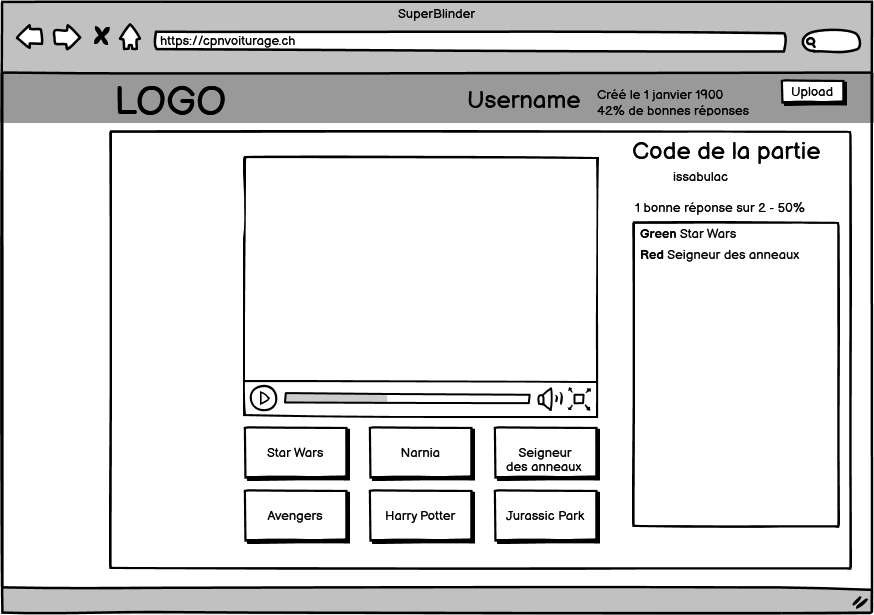 SuperBlinder
https://cpnvoiturage.ch
LOGO
Username
Créé le 1 janvier 1900
42% de bonnes réponses
Upload
Code de la partie
issabulac
1 bonne réponse sur 2 - 50%
Green Star Wars
Red Seigneur des anneaux
Star Wars
Narnia
Seigneur
des anneaux
Avengers
Harry Potter
Jurassic Park